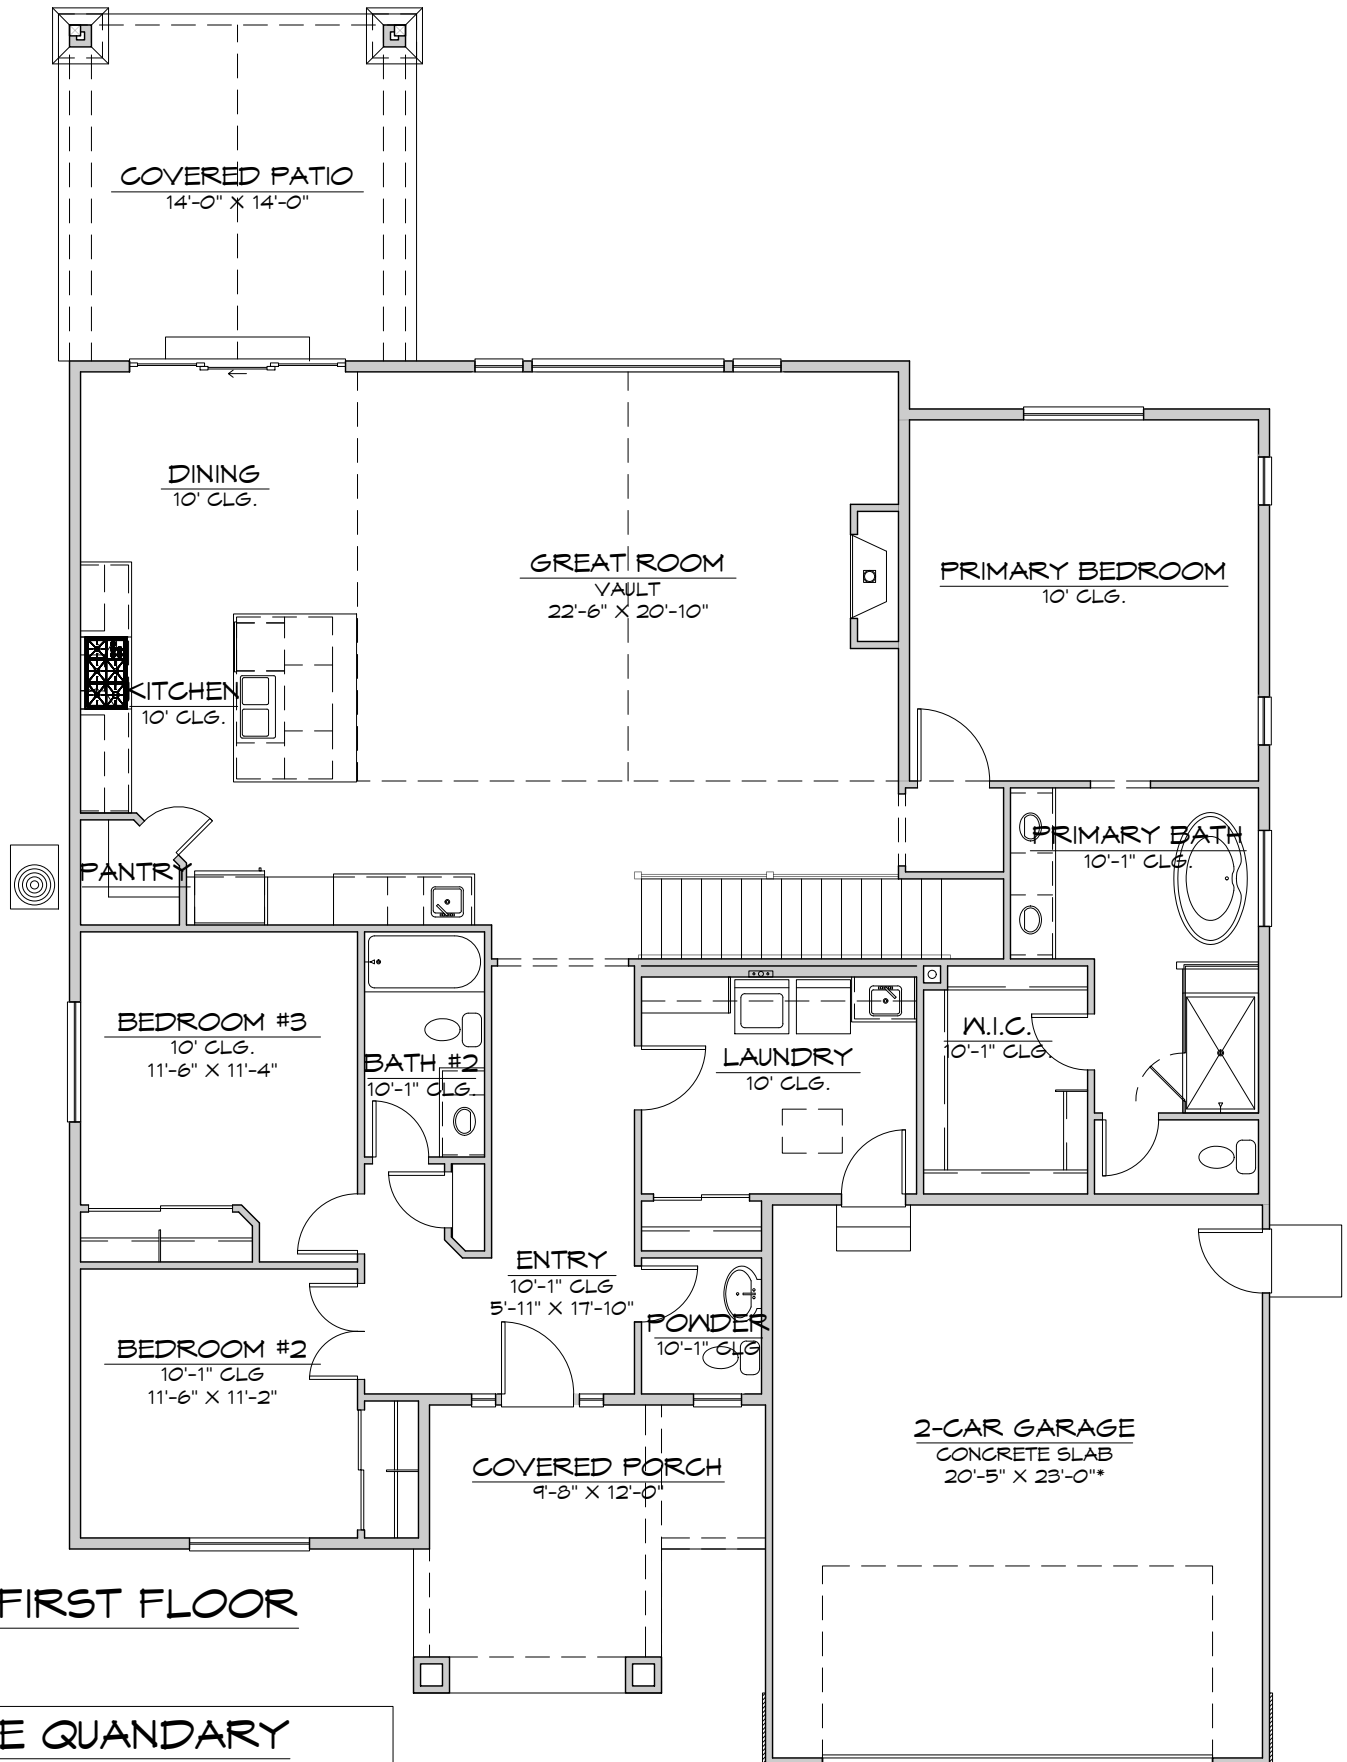 COVERED PATIO
14'-0" X 14'-0"
DINING
10' CLG.
GREAT ROOM
VAULT
22'-6" X 20'-10"
PRIMARY BEDROOM
10' CLG.
KITCHEN
10' CLG.
PRIMARY BATH
10'-1" CLG.
PANTRY
BEDROOM #3
10' CLG.
11'-6" X 11'-4"
BATH #2
10'-1" CLG.
LAUNDRY
10' CLG.
W.I.C.
10'-1" CLG.
ENTRY
10'-1" CLG
5'-11" X 17'-10"
POWDER
10'-1" CLG
BEDROOM #2
10'-1" CLG
11'-6" X 11'-2"
2-CAR GARAGE
CONCRETE SLAB
20'-5" X 23'-0"*
COVERED PORCH
9'-8" X 12'-0"
FIRST FLOOR
E QUANDARY